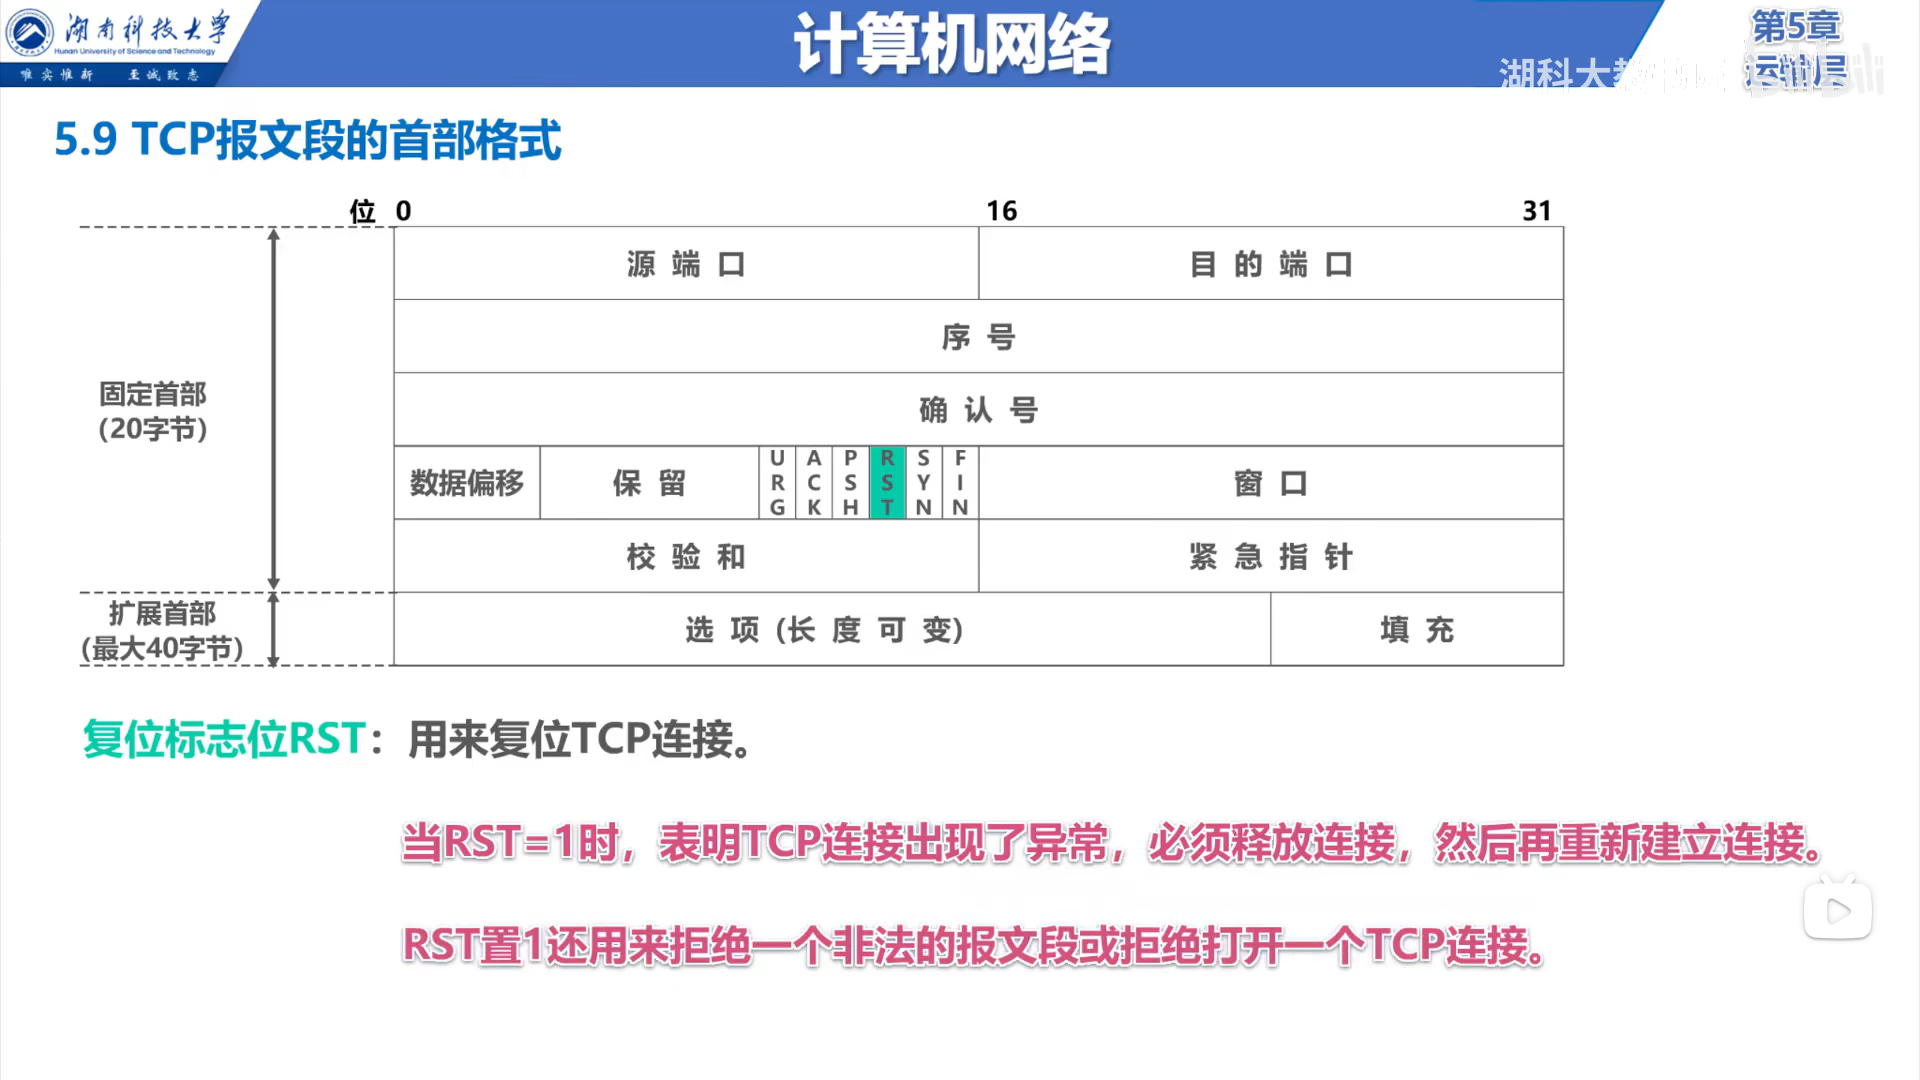 湖南科技大学
Hunan University of Science and Technology
唯实惟新 至诚致志
计算机网络
第5章
运输层
湖科大教
5.9 TCP报文段的首部格式
位 0 16 31
源端口 目的端口
序号
确认号
固定首部
(20字节)
数据偏移 保留 URG ACK PSH RST SYN FIN 窗口
校验和 紧急指针
扩展首部
(最大40字节)
选项(长度可变) 填充
复位标志位RST：用来复位TCP连接。
当RST=1时，表明TCP连接出现了异常，必须释放连接，然后再重新建立连接。
RST置1还用来拒绝一个非法的报文段或拒绝打开一个TCP连接。